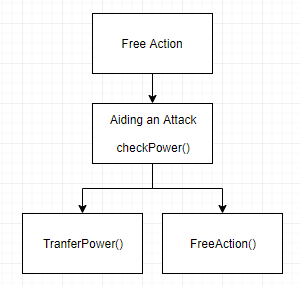 Free Action
Aiding an Attack
checkPower()
TranferPower()
FreeAction()